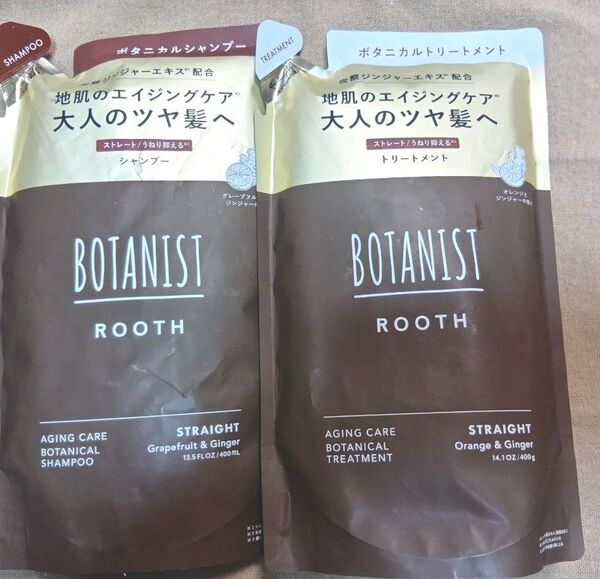 SHAMPOO
ボタニカルシャンプー
炭酸ジンジャーエキス 配合
地肌のエイジングケア
大人のツヤ髪へ
ストレート/うねり抑える
シャンプー
グレープフル
ジンジャーの
BOTANIST
ROOTH
AGING CARE
BOTANICAL
SHAMPOO
STRAIGHT
Grapefruit & Ginger
13.5 FL.OZ/400mL
TREATMENT
ボタニカルトリートメント
炭酸ジンジャーエキス 配合
地肌のエイジングケア
大人のツヤ髪へ
ストレート/うねり抑える
トリートメント
オレンジと
ジンジャーの香り
BOTANIST
ROOTH
AGING CARE
BOTANICAL
TREATMENT
STRAIGHT
Orange & Ginger
14.1 OZ/400g